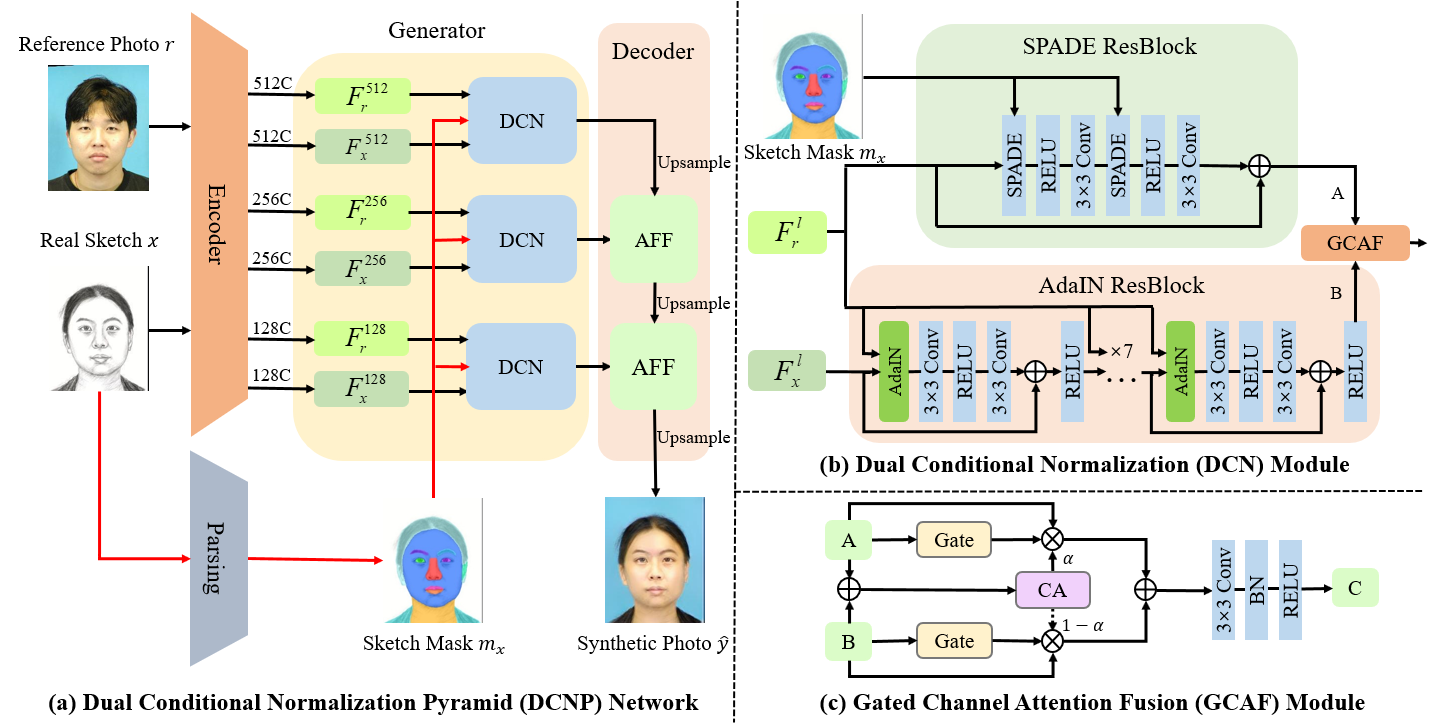 Reference Photo r
Real Sketch x
Encoder
Parsing
Generator
Decoder
512C
512C
256C
256C
128C
128C
F_r^512
F_x^512
F_r^256
F_x^256
F_r^128
F_x^128
DCN
DCN
DCN
Upsample
AFF
Upsample
AFF
Upsample
Sketch Mask m_x
Synthetic Photo ŷ
(a) Dual Conditional Normalization Pyramid (DCNP) Network
Sketch Mask m_x
SPADE ResBlock
SPADE
RELU
3×3 Conv
SPADE
RELU
3×3 Conv
A
F_r^l
GCAF
B
AdaIN ResBlock
F_x^l
AdaIN
3×3 Conv
RELU
3×3 Conv
RELU
×7
...
AdaIN
3×3 Conv
RELU
3×3 Conv
RELU
(b) Dual Conditional Normalization (DCN) Module
A
Gate
α
CA
1 − α
B
Gate
3×3 Conv
BN
RELU
C
(c) Gated Channel Attention Fusion (GCAF) Module